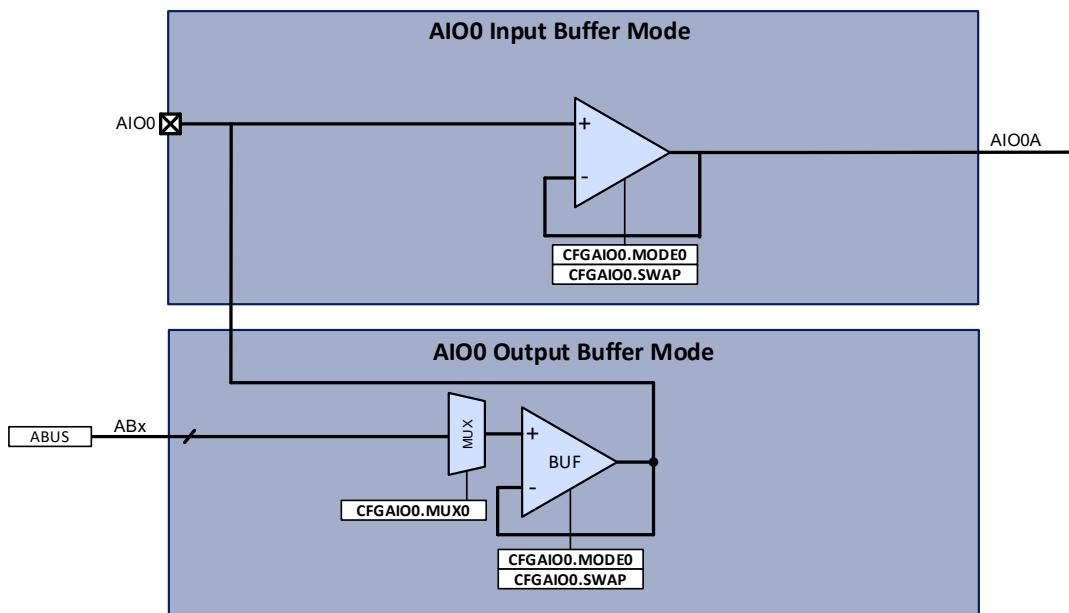 AIO0 Input Buffer Mode
AIO0
+
-
AIO0A
CFGAIO0.MODE0
CFGAIO0.SWAP
AIO0 Output Buffer Mode
ABUS
ABx
MUX
+
BUF
-
CFGAIO0.MUX0
CFGAIO0.MODE0
CFGAIO0.SWAP